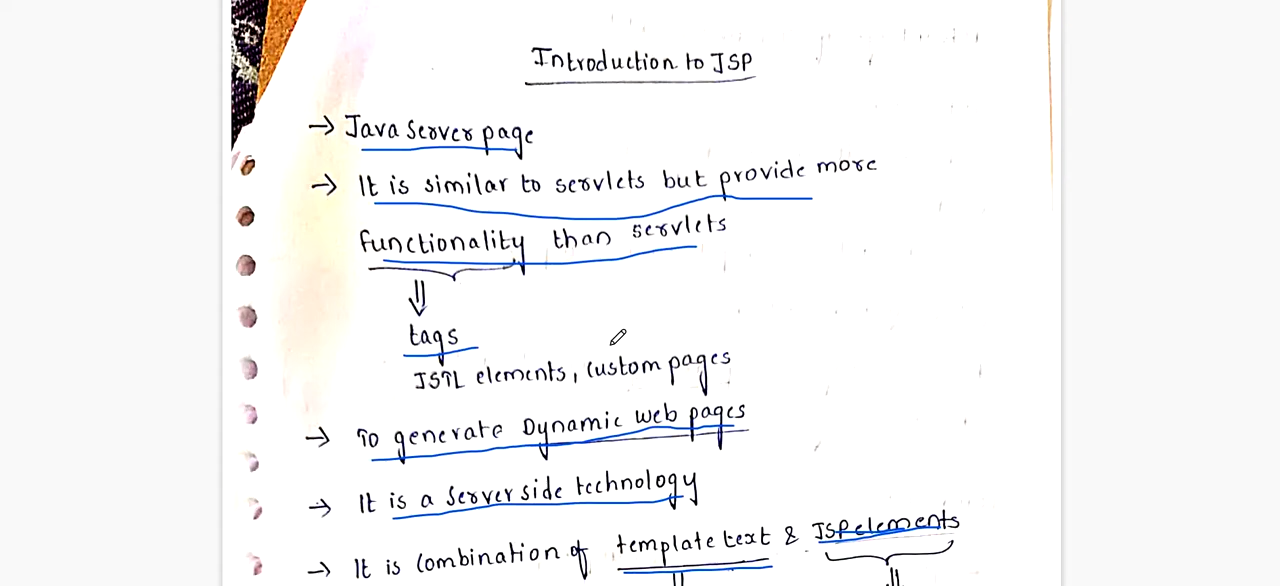 Introduction to JSP
→ Java Server page
→ It is similar to servlets but provide more
functionality than servlets
⇓
tags
JSTL elements, custom pages
→ To generate Dynamic web pages
→ It is a Server side technology
→ It is Combination of template text & JSP elements